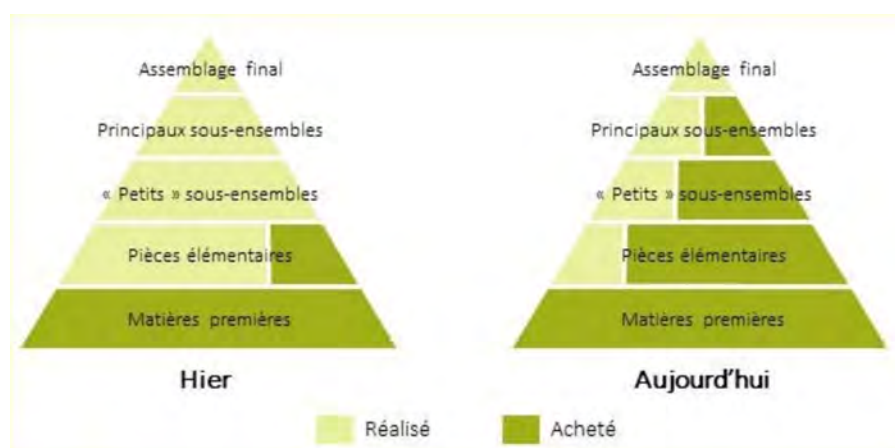 Assemblage final
Principaux sous-ensembles
« Petits » sous-ensembles
Pièces élémentaires
Matières premières
Hier
Assemblage final
Principaux sous-ensembles
« Petits » sous-ensembles
Pièces élémentaires
Matières premières
Aujourd'hui
Réalisé
Acheté